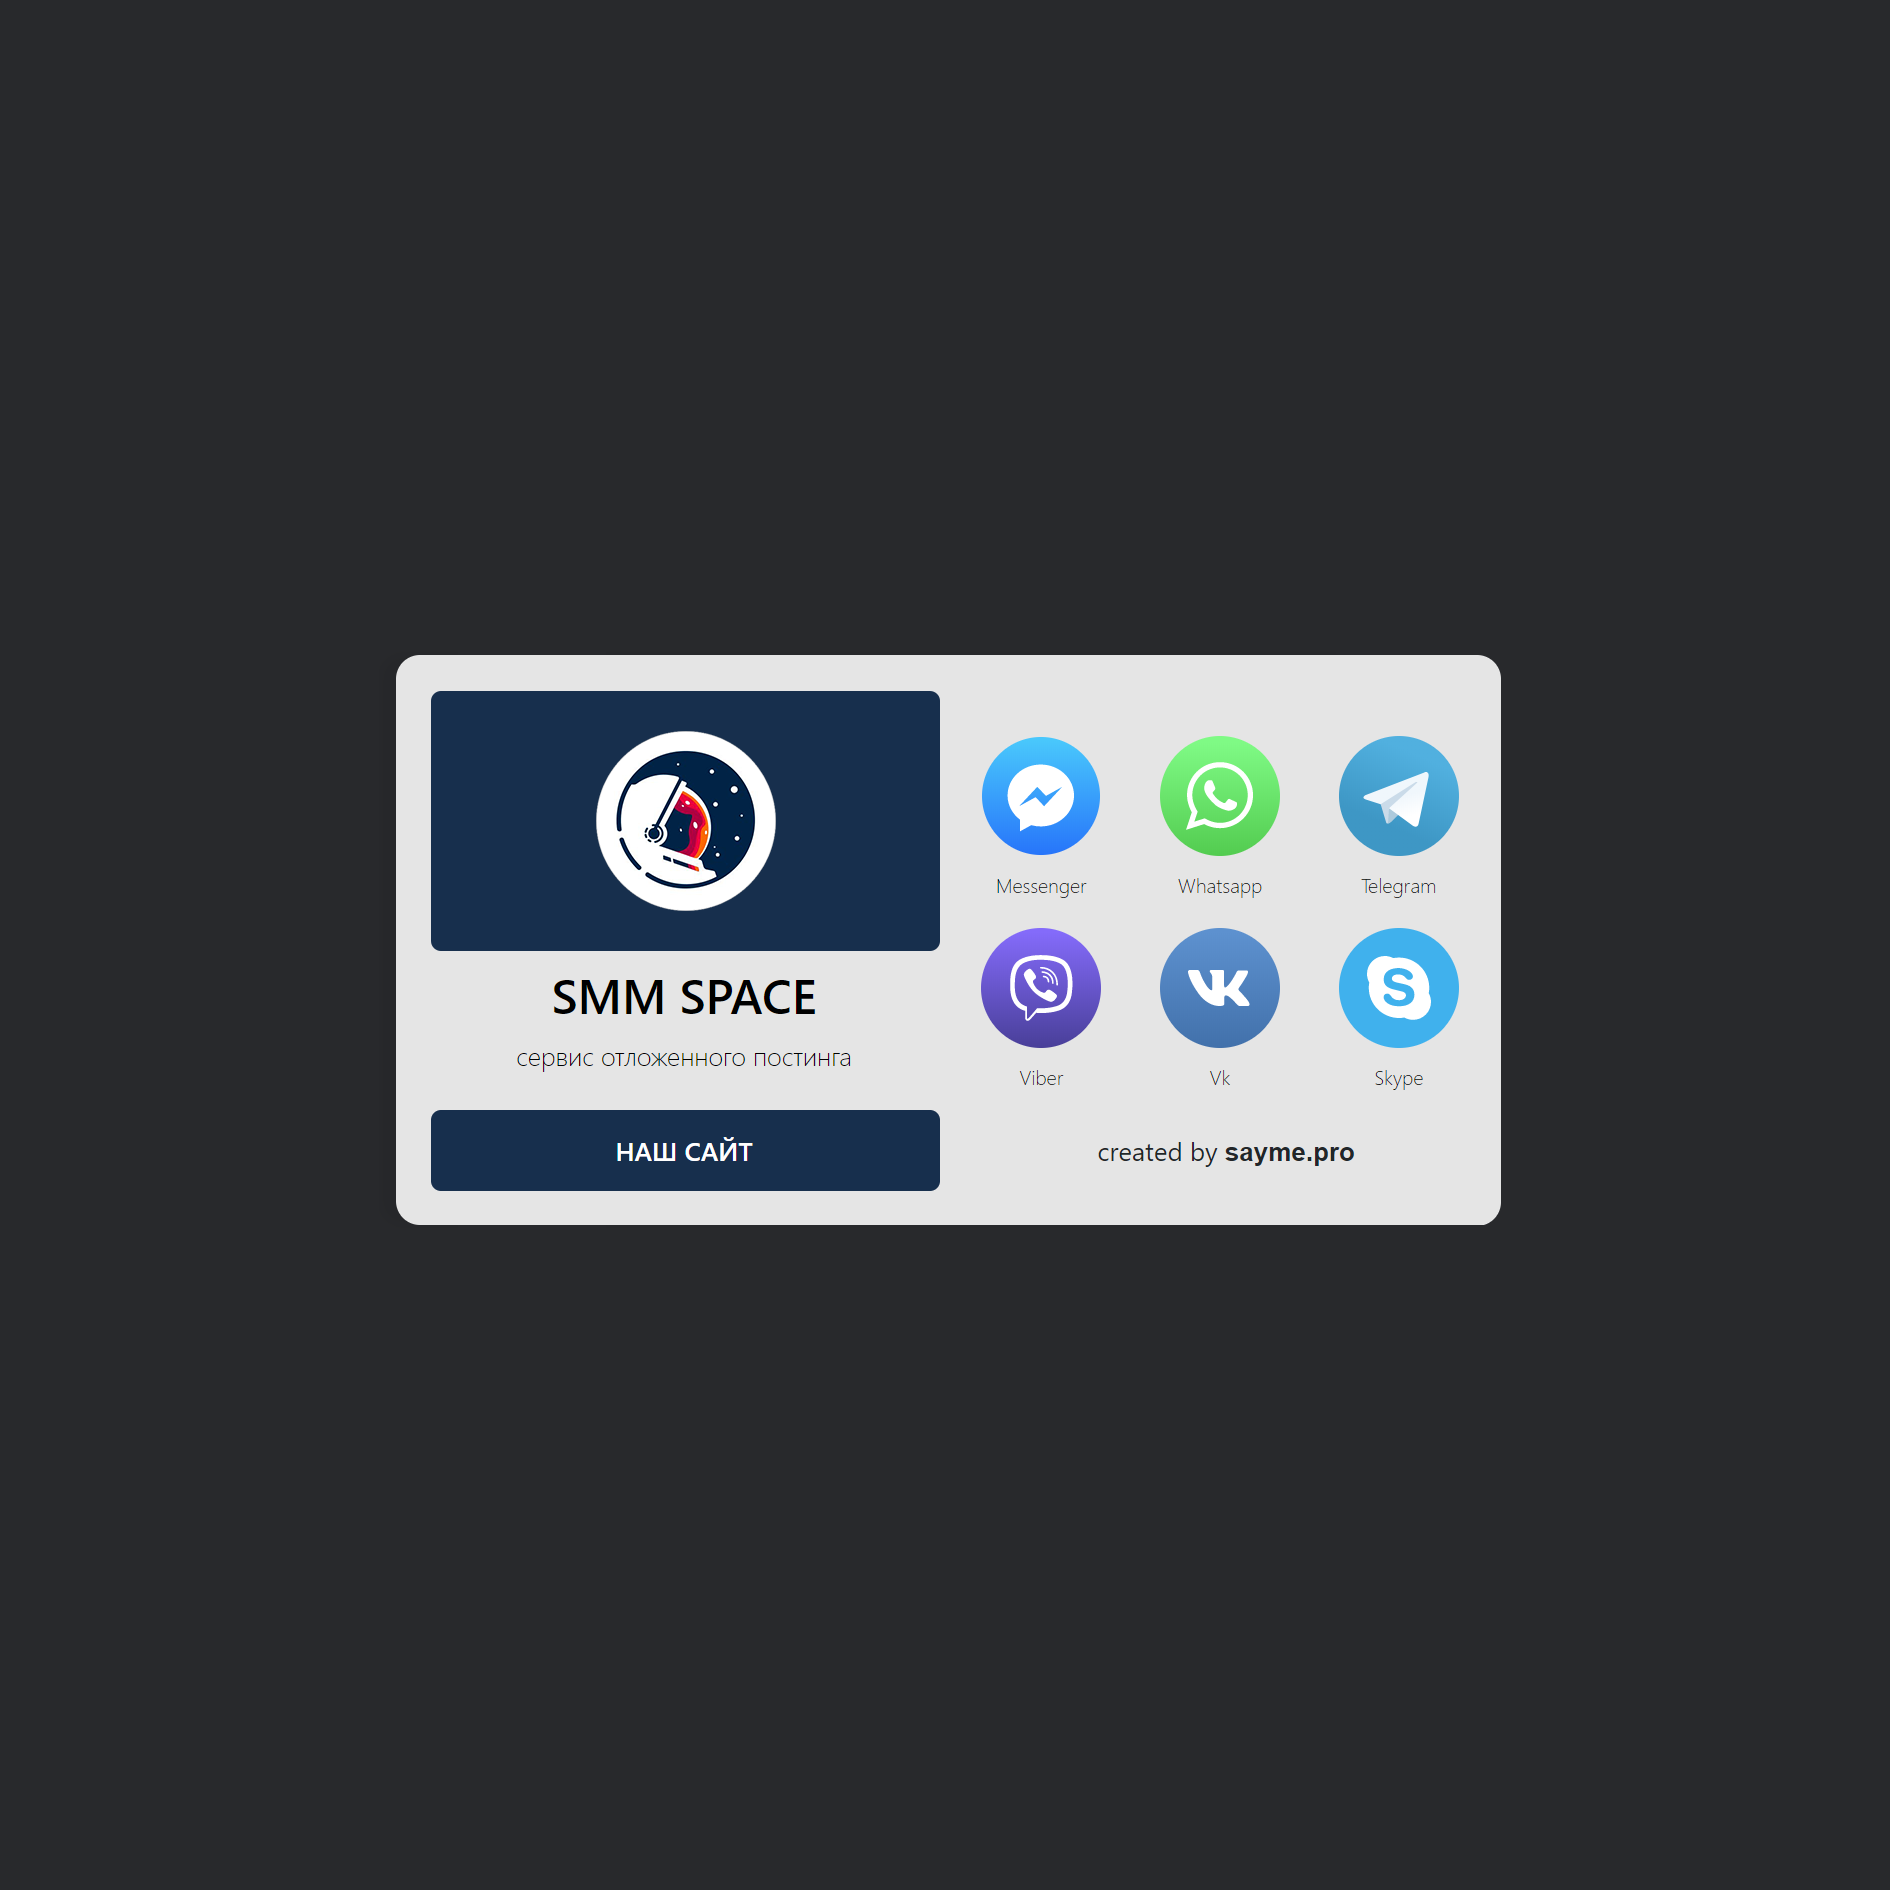 SMM SPACE
сервис отложенного постинга
НАШ САЙТ
Messenger
Whatsapp
Telegram
Viber
Vk
Skype
created by sayme.pro